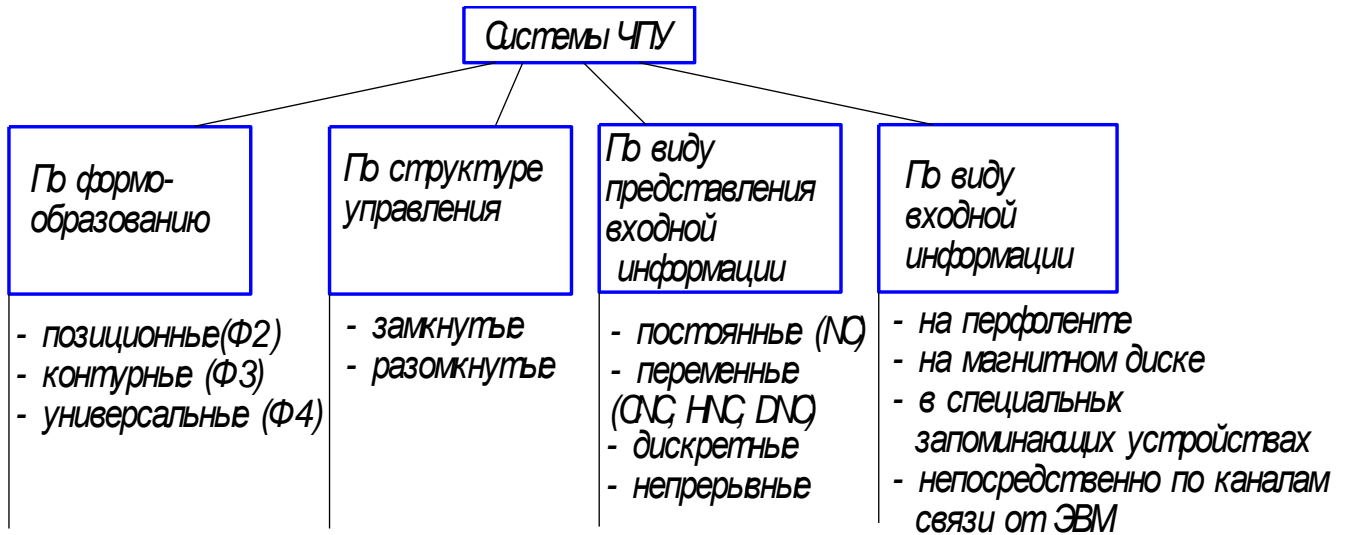 Системы ЧПУ
По формо-
образованию
- позиционные(Ф2)
- контурные (Ф3)
- универсальные (Ф4)
По структуре
управления
- замкнутые
- разомкнутые
По виду
представления
входной
информации
- постоянные (NC)
- переменные
(CNC, HNC, DNC)
- дискретные
- непрерывные
По виду
входной
информации
- на перфоленте
- на магнитном диске
- в специальных
запоминающих устройствах
- непосредственно по каналам
связи от ЭВМ